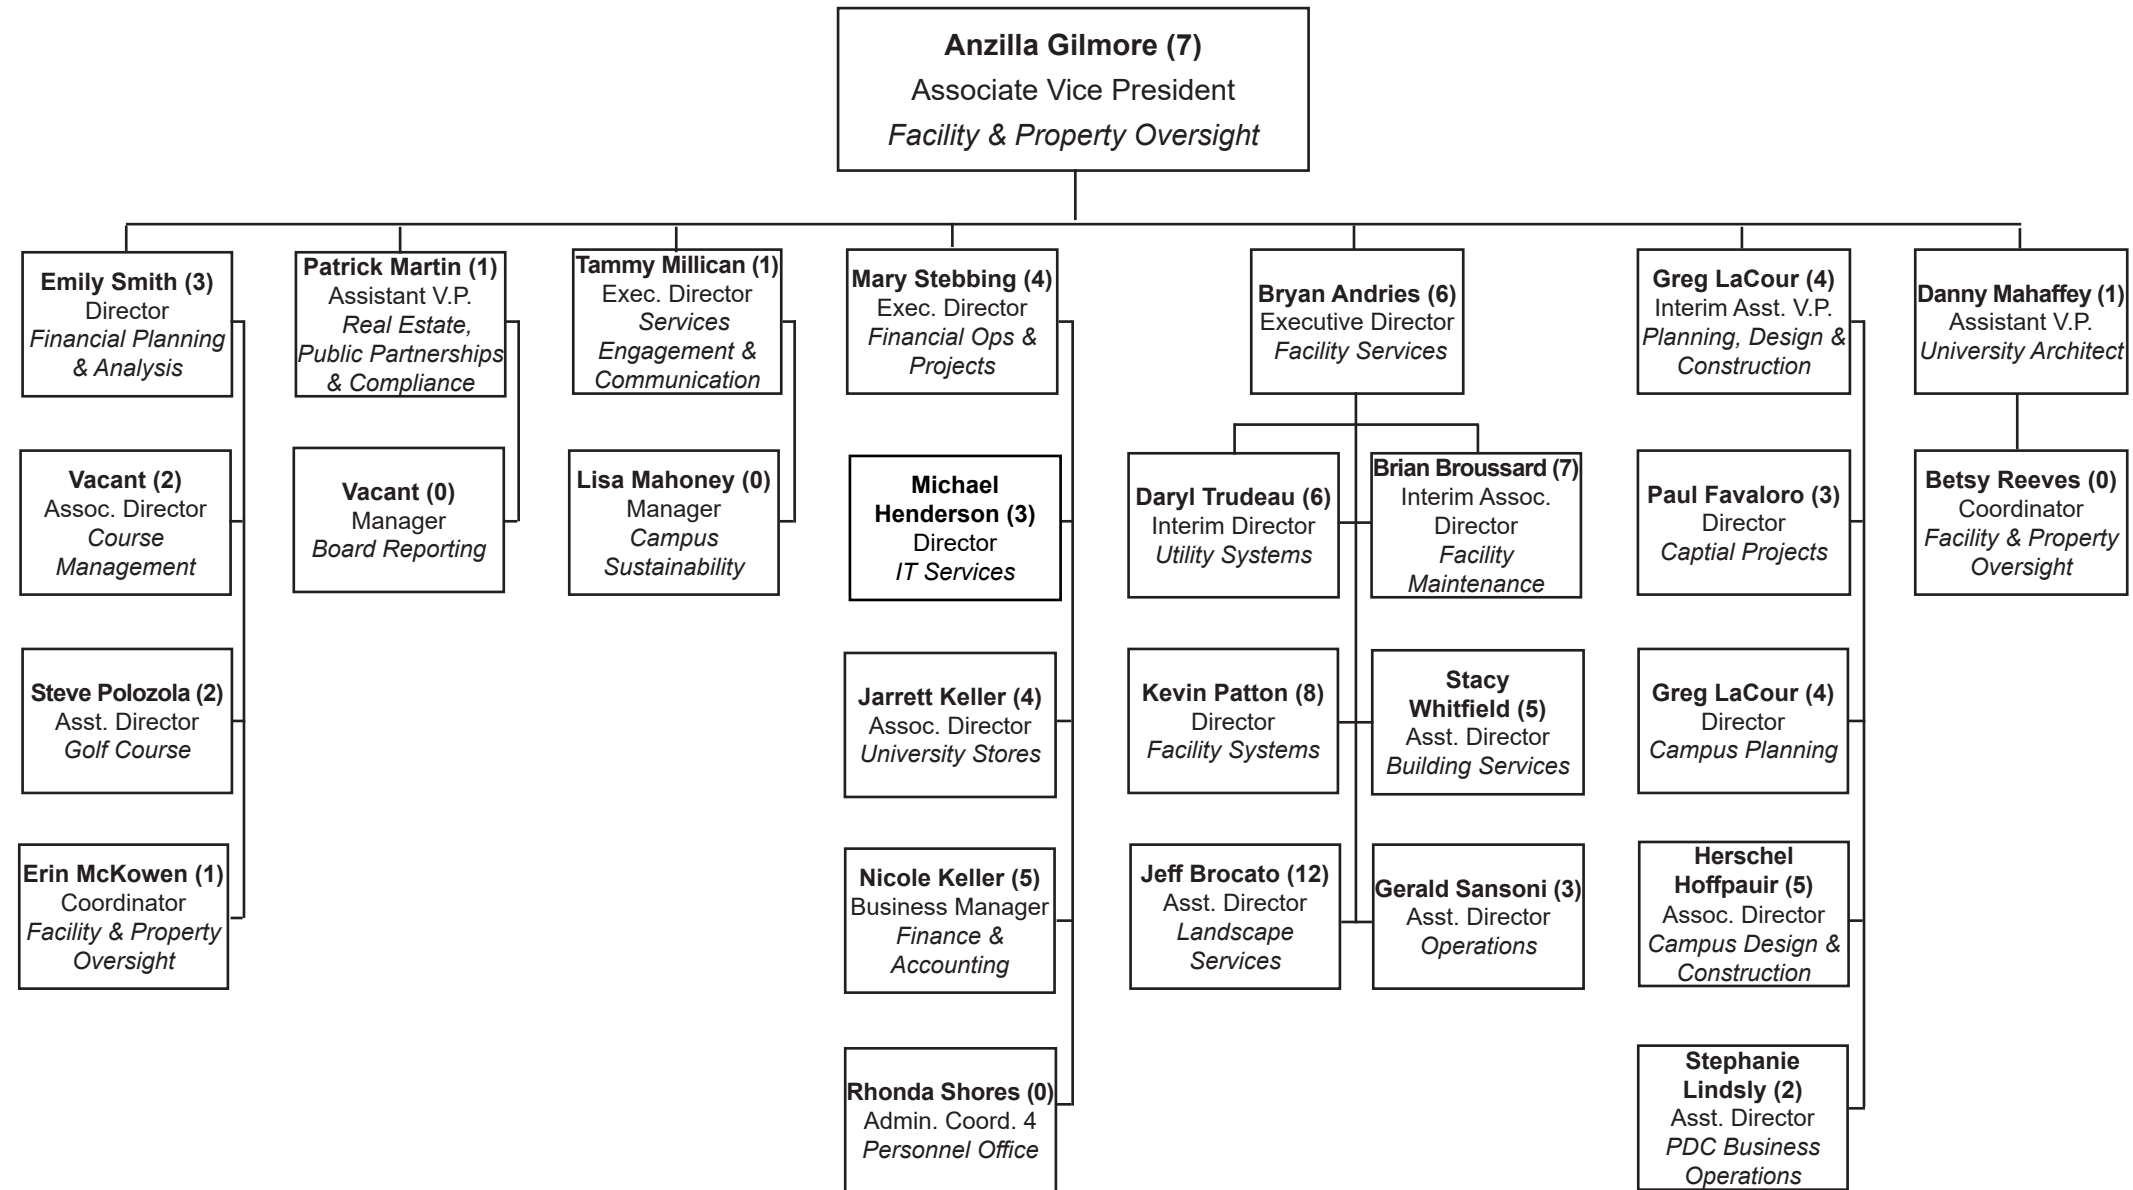 Anzilla Gilmore (7)
Associate Vice President
Facility & Property Oversight
Emily Smith (3)
Director
Financial Planning
& Analysis
Patrick Martin (1)
Assistant V.P.
Real Estate,
Public Partnerships
& Compliance
Tammy Millican (1)
Exec. Director
Services
Engagement &
Communication
Mary Stebbing (4)
Exec. Director
Financial Ops &
Projects
Bryan Andries (6)
Executive Director
Facility Services
Greg LaCour (4)
Interim Asst. V.P.
Planning, Design &
Construction
Danny Mahaffey (1)
Assistant V.P.
University Architect
Vacant (2)
Assoc. Director
Course
Management
Vacant (0)
Manager
Board Reporting
Lisa Mahoney (0)
Manager
Campus
Sustainability
Michael
Henderson (3)
Director
IT Services
Daryl Trudeau (6)
Interim Director
Utility Systems
Brian Broussard (7)
Interim Assoc.
Director
Facility
Maintenance
Paul Favaloro (3)
Director
Captial Projects
Betsy Reeves (0)
Coordinator
Facility & Property
Oversight
Steve Polozola (2)
Asst. Director
Golf Course
Jarrett Keller (4)
Assoc. Director
University Stores
Kevin Patton (8)
Director
Facility Systems
Stacy
Whitfield (5)
Asst. Director
Building Services
Greg LaCour (4)
Director
Campus Planning
Erin McKowen (1)
Coordinator
Facility & Property
Oversight
Nicole Keller (5)
Business Manager
Finance &
Accounting
Jeff Brocato (12)
Asst. Director
Landscape
Services
Gerald Sansoni (3)
Asst. Director
Operations
Herschel
Hoffpauir (5)
Assoc. Director
Campus Design &
Construction
Rhonda Shores (0)
Admin. Coord. 4
Personnel Office
Stephanie
Lindsly (2)
Asst. Director
PDC Business
Operations